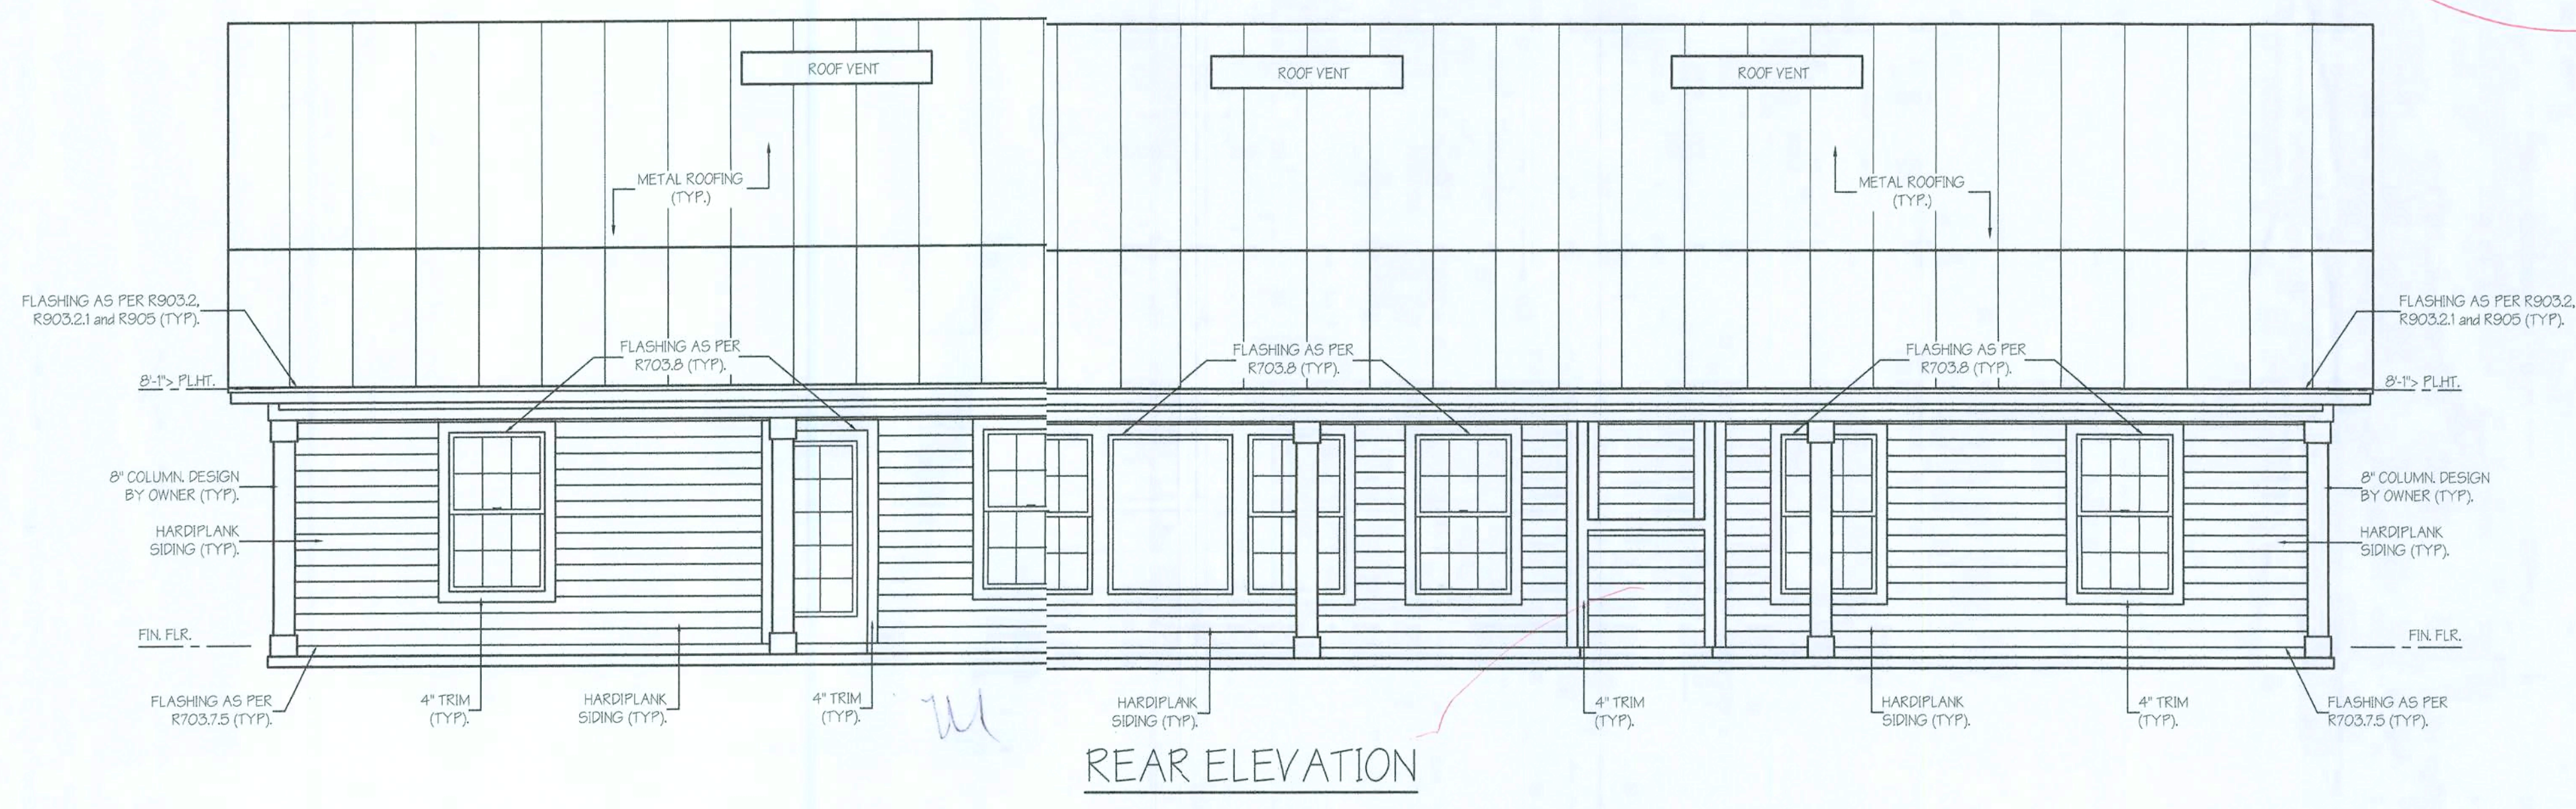 ROOF VENT
ROOF VENT
ROOF VENT
METAL ROOFING
(TYP.)
METAL ROOFING
(TYP.)
FLASHING AS PER R903.2,
R903.2.1 and R905 (TYP).
FLASHING AS PER R903.2,
R903.2.1 and R905 (TYP).
FLASHING AS PER
R703.8 (TYP).
FLASHING AS PER
R703.8 (TYP).
FLASHING AS PER
R703.8 (TYP).
8'-1"> PL.HT.
8'-1"> PL.HT.
8" COLUMN. DESIGN
BY OWNER (TYP).
8" COLUMN. DESIGN
BY OWNER (TYP).
HARDIPLANK
SIDING (TYP).
HARDIPLANK
SIDING (TYP).
FIN. FLR.
FIN. FLR.
FLASHING AS PER
R703.7.5 (TYP).
4" TRIM
(TYP).
HARDIPLANK
SIDING (TYP).
4" TRIM
(TYP).
HARDIPLANK
SIDING (TYP).
4" TRIM
(TYP).
HARDIPLANK
SIDING (TYP).
4" TRIM
(TYP).
FLASHING AS PER
R703.7.5 (TYP).
REAR ELEVATION